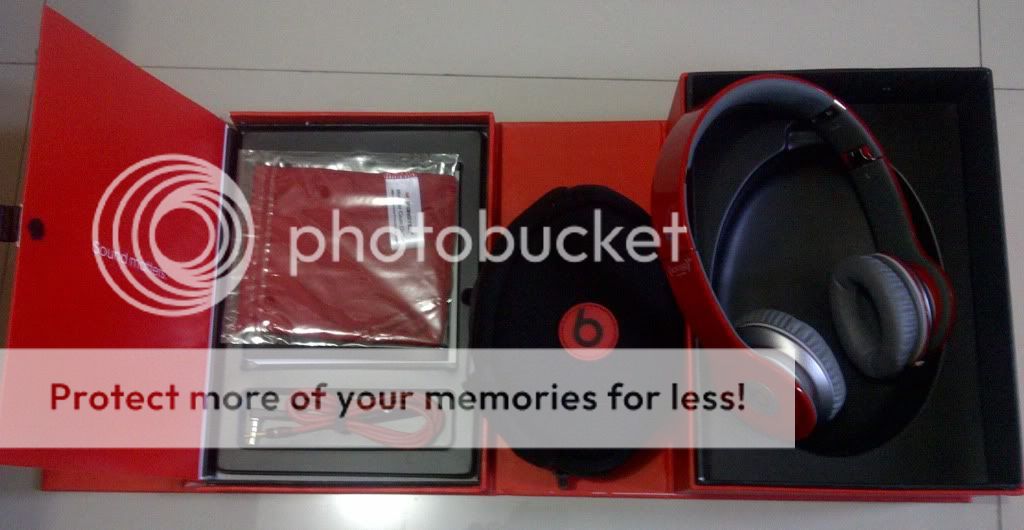 Sound matters.
photobucket
b
Protect more of your memories for less!